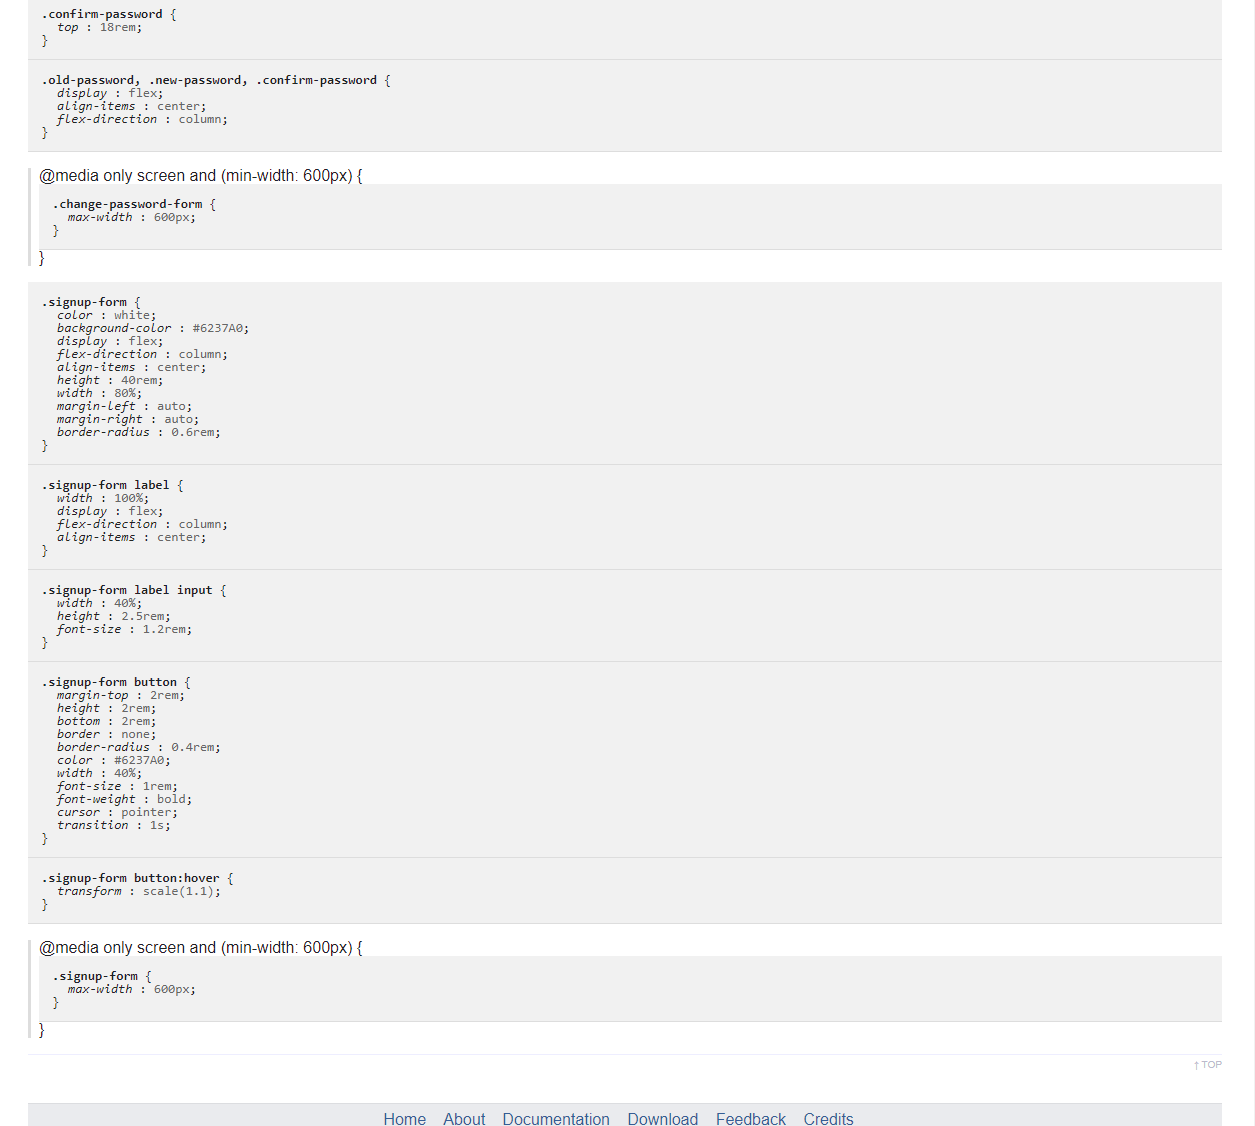 .confirm-password {
top : 18rem;
}
.old-password, .new-password, .confirm-password {
display : flex;
align-items : center;
flex-direction : column;
}
@media only screen and (min-width: 600px) {
.change-password-form {
max-width : 600px;
}
}
.signup-form {
color : white;
background-color : #6237A0;
display : flex;
flex-direction : column;
align-items : center;
height : 40rem;
width : 80%;
margin-left : auto;
margin-right : auto;
border-radius : 0.6rem;
}
.signup-form label {
width : 100%;
display : flex;
flex-direction : column;
align-items : center;
}
.signup-form label input {
width : 40%;
height : 2.5rem;
font-size : 1.2rem;
}
.signup-form button {
margin-top : 2rem;
height : 2rem;
bottom : 2rem;
border : none;
border-radius : 0.4rem;
color : #6237A0;
width : 40%;
font-size : 1rem;
font-weight : bold;
cursor : pointer;
transition : 1s;
}
.signup-form button:hover {
transform : scale(1.1);
}
@media only screen and (min-width: 600px) {
.signup-form {
max-width : 600px;
}
}
↑ TOP
Home About Documentation Download Feedback Credits